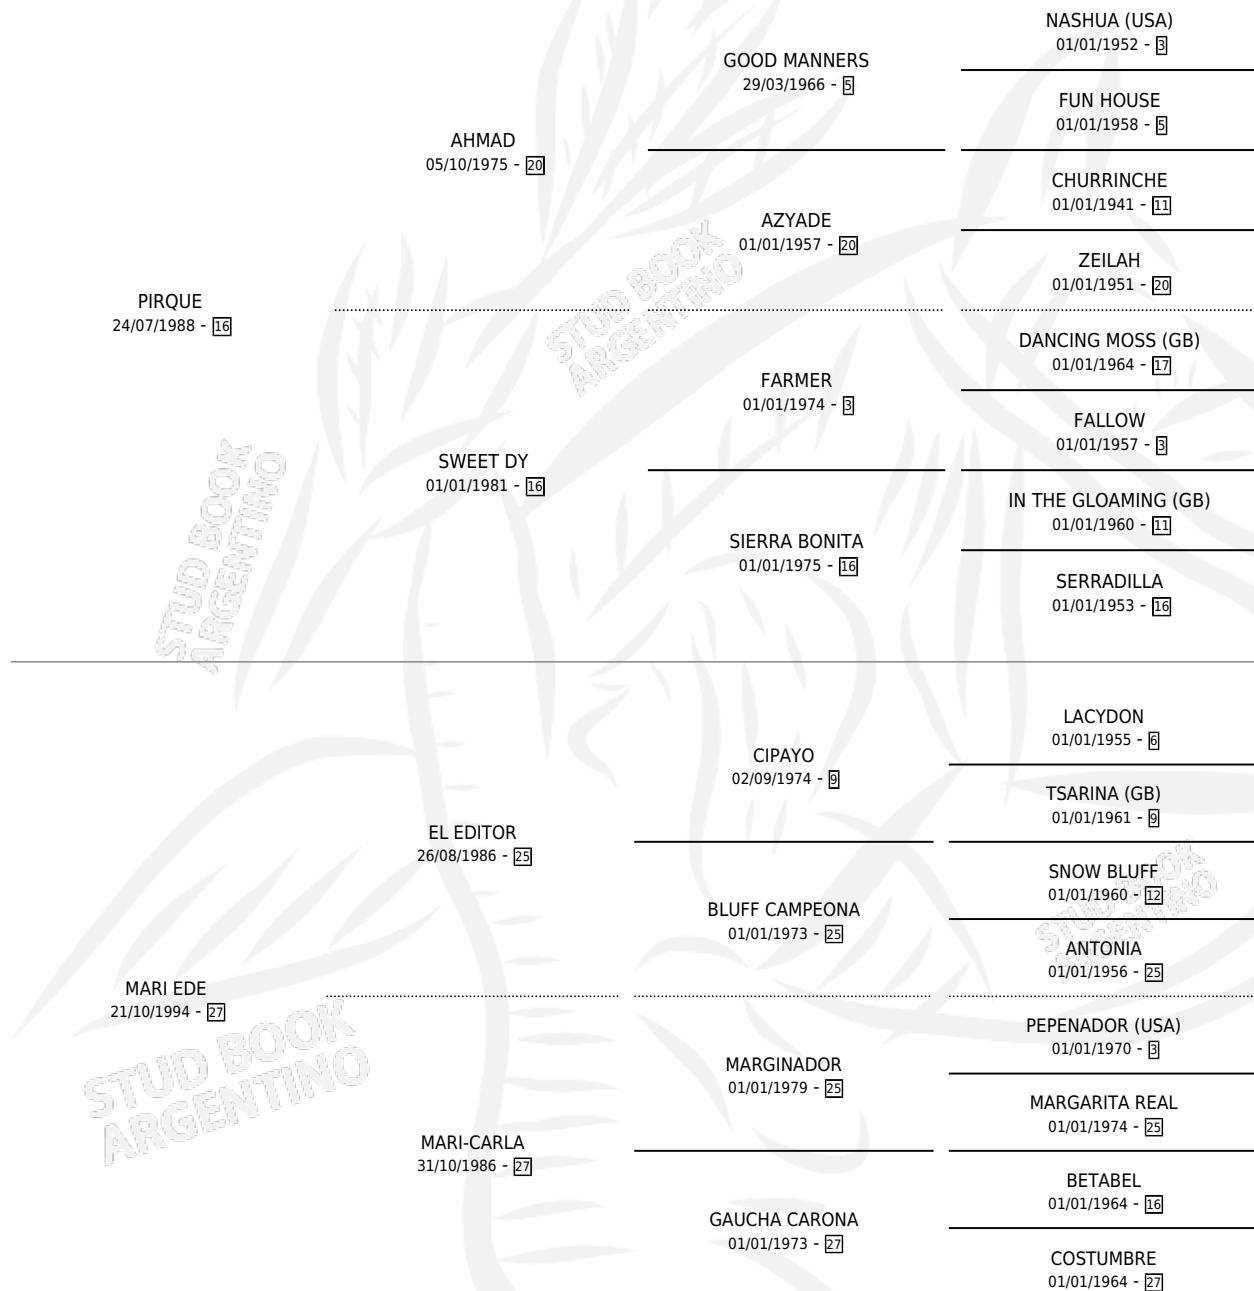 NASHUA (USA)
01/01/1952 - 3
GOOD MANNERS
29/03/1966 - 5
FUN HOUSE
01/01/1958 - 5
AHMAD
05/10/1975 - 20
CHURRINCHE
01/01/1941 - 11
AZYADE
01/01/1957 - 20
ZEILAH
01/01/1951 - 20
PIRQUE
24/07/1988 - 16
STUD BOOK
ARGENTINO
DANCING MOSS (GB)
01/01/1964 - 17
FARMER
01/01/1974 - 3
FALLOW
01/01/1957 - 3
SWEET DY
01/01/1981 - 16
IN THE GLOAMING (GB)
01/01/1960 - 11
SIERRA BONITA
01/01/1975 - 16
SERRADILLA
01/01/1953 - 16
STUD BOOK
ARGENTINO
LACYDON
01/01/1955 - 6
CIPAYO
02/09/1974 - 9
TSARINA (GB)
01/01/1961 - 9
EL EDITOR
26/08/1986 - 25
SNOW BLUFF
01/01/1960 - 12
BLUFF CAMPEONA
01/01/1973 - 25
ANTONIA
01/01/1956 - 25
STUD BOOK
ARGENTINO
MARI EDE
21/10/1994 - 27
PEPENADOR (USA)
01/01/1970 - 3
MARGINADOR
01/01/1979 - 25
MARGARITA REAL
01/01/1974 - 25
STUD BOOK
ARGENTINO
MARI-CARLA
31/10/1986 - 27
BETABEL
01/01/1964 - 16
GAUCHA CARONA
01/01/1973 - 27
COSTUMBRE
01/01/1964 - 27